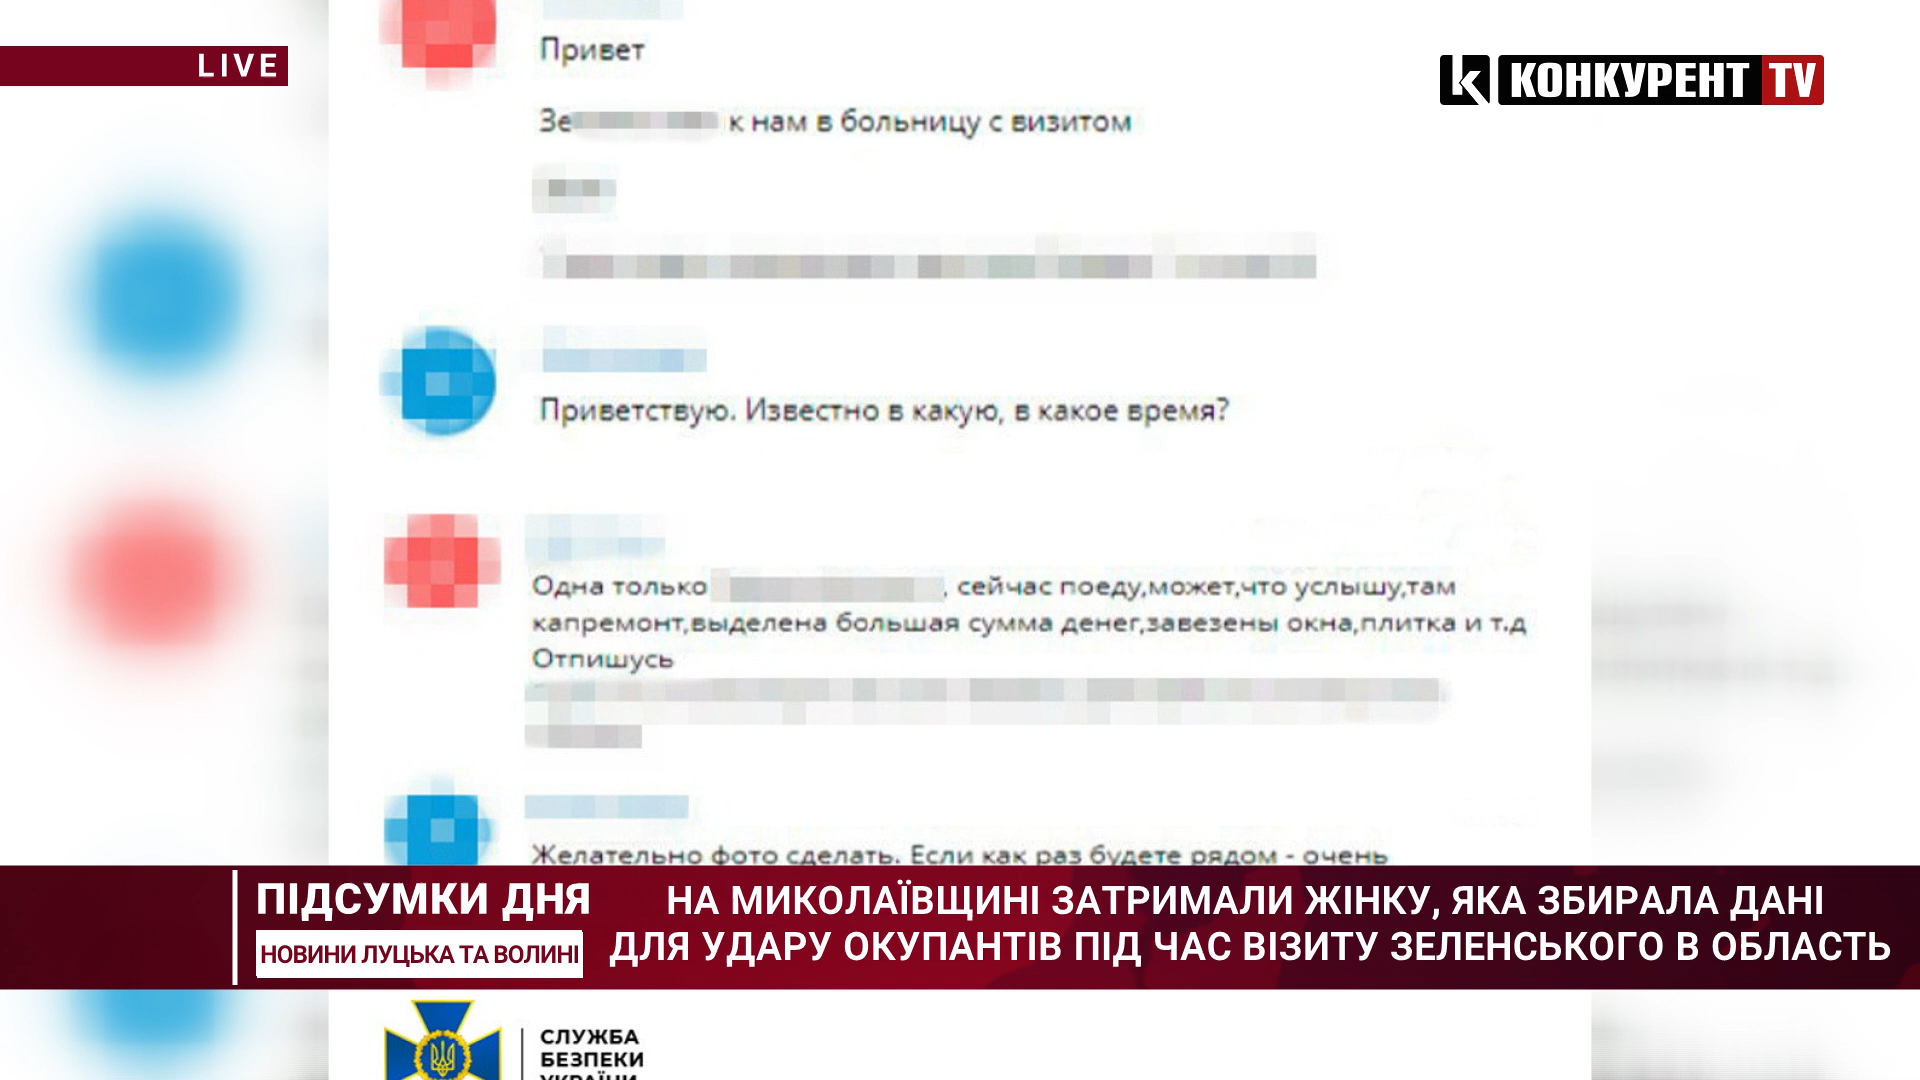 LIVE
КОНКУРЕНТ TV
Привет
Зе к нам в больницу с визитом
Приветствую. Известно в какую, в какое время?
Одна только , сейчас поеду,может,что услышу,там
капремонт,выделена большая сумма денег,завезены окна,плитка и т.д
Отпишусь
Желательно фото сделать. Если как раз будете рядом - очень
ПІДСУМКИ ДНЯ
НОВИНИ ЛУЦЬКА ТА ВОЛИНІ
НА МИКОЛАЇВЩИНІ ЗАТРИМАЛИ ЖІНКУ, ЯКА ЗБИРАЛА ДАНІ
ДЛЯ УДАРУ ОКУПАНТІВ ПІД ЧАС ВІЗИТУ ЗЕЛЕНСЬКОГО В ОБЛАСТЬ
СЛУЖБА
БЕЗПЕКИ
УКРАЇНИ